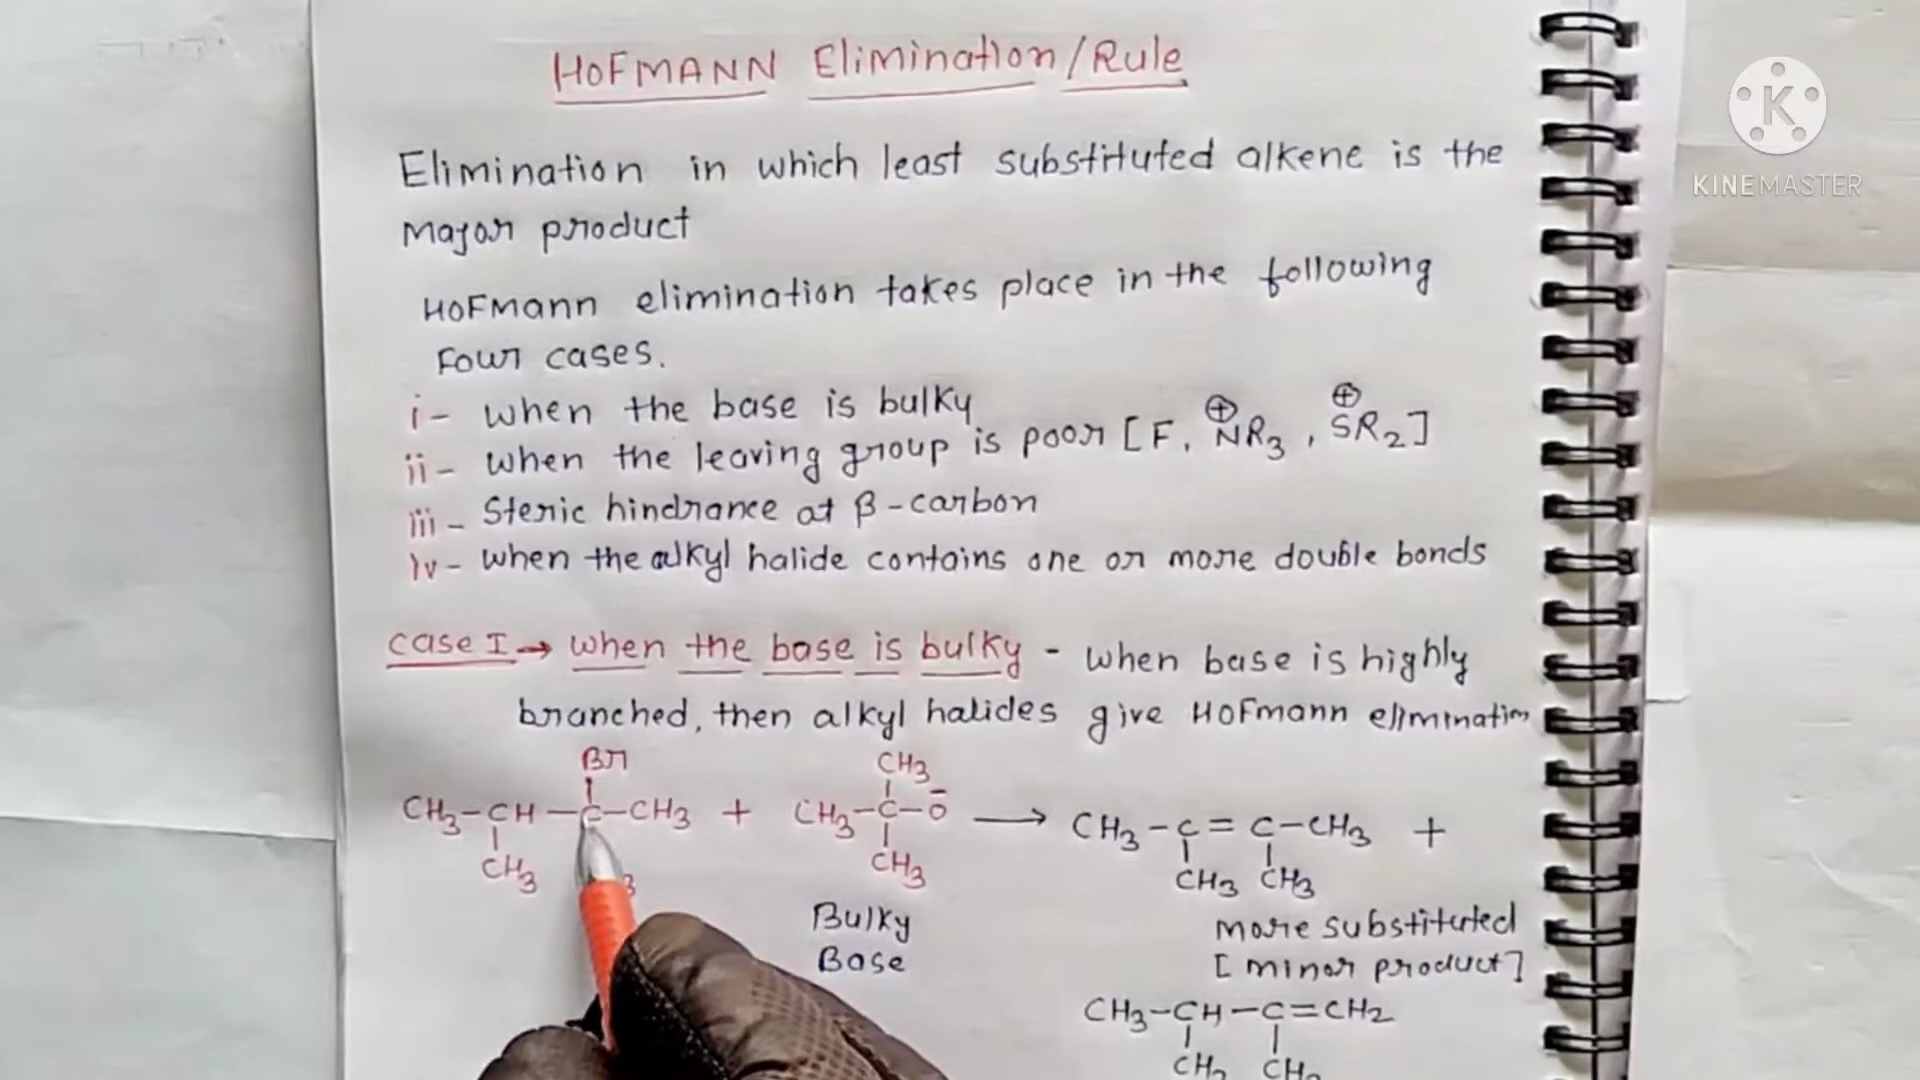 HOFMANN Elimination/Rule
K
KINEMASTER
Elimination in which least substituted alkene is the
major product
HOFmann elimination takes place in the following
Four cases.
i- when the base is bulky
ii- when the leaving group is poor [F, ⊕NR3, ⊕SR2]
iii- Steric hindrance at β-carbon
iv- when the alkyl halide contains one or more double bonds
case I→ when the base is bulky - when base is highly
branched, then alkyl halides give HOFmann elimination
Br CH3
CH3-CH-C-CH3 + CH3-C-Ō → CH3-C=C-CH3 +
CH3 3 CH3 CH3 CH3
Bulky more substituted
Base [minor product]
CH3-CH-C=CH2